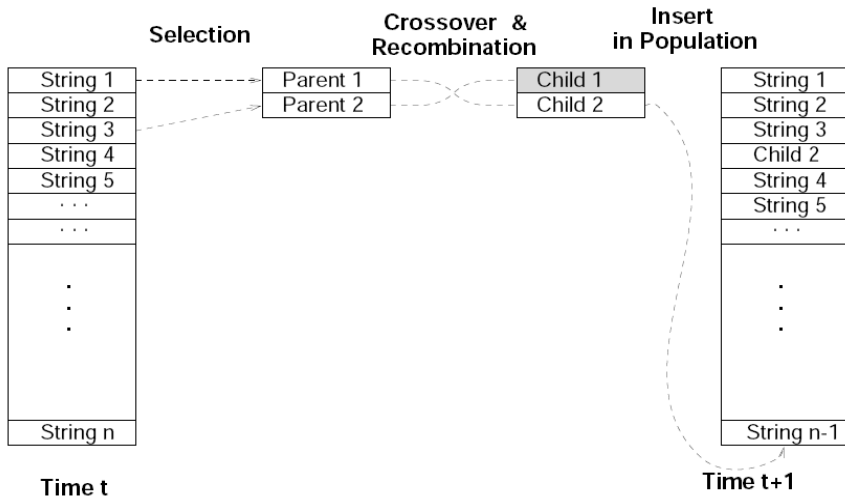 Selection
Crossover &
Recombination
Insert
in Population
String 1
String 2
String 3
String 4
String 5
. . .
. . .
.
.
.
String n
Time t
Parent 1
Parent 2
Child 1
Child 2
String 1
String 2
String 3
Child 2
String 4
String 5
. . .
.
.
.
String n-1
Time t+1